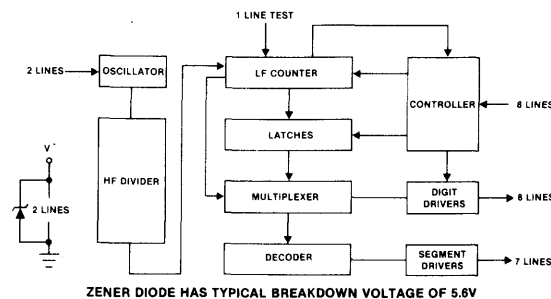 1 LINE TEST
2 LINES
OSCILLATOR
LF COUNTER
CONTROLLER
8 LINES
LATCHES
V+
HF DIVIDER
2 LINES
MULTIPLEXER
DIGIT
DRIVERS
8 LINES
DECODER
SEGMENT
DRIVERS
7 LINES
ZENER DIODE HAS TYPICAL BREAKDOWN VOLTAGE OF 5.6V